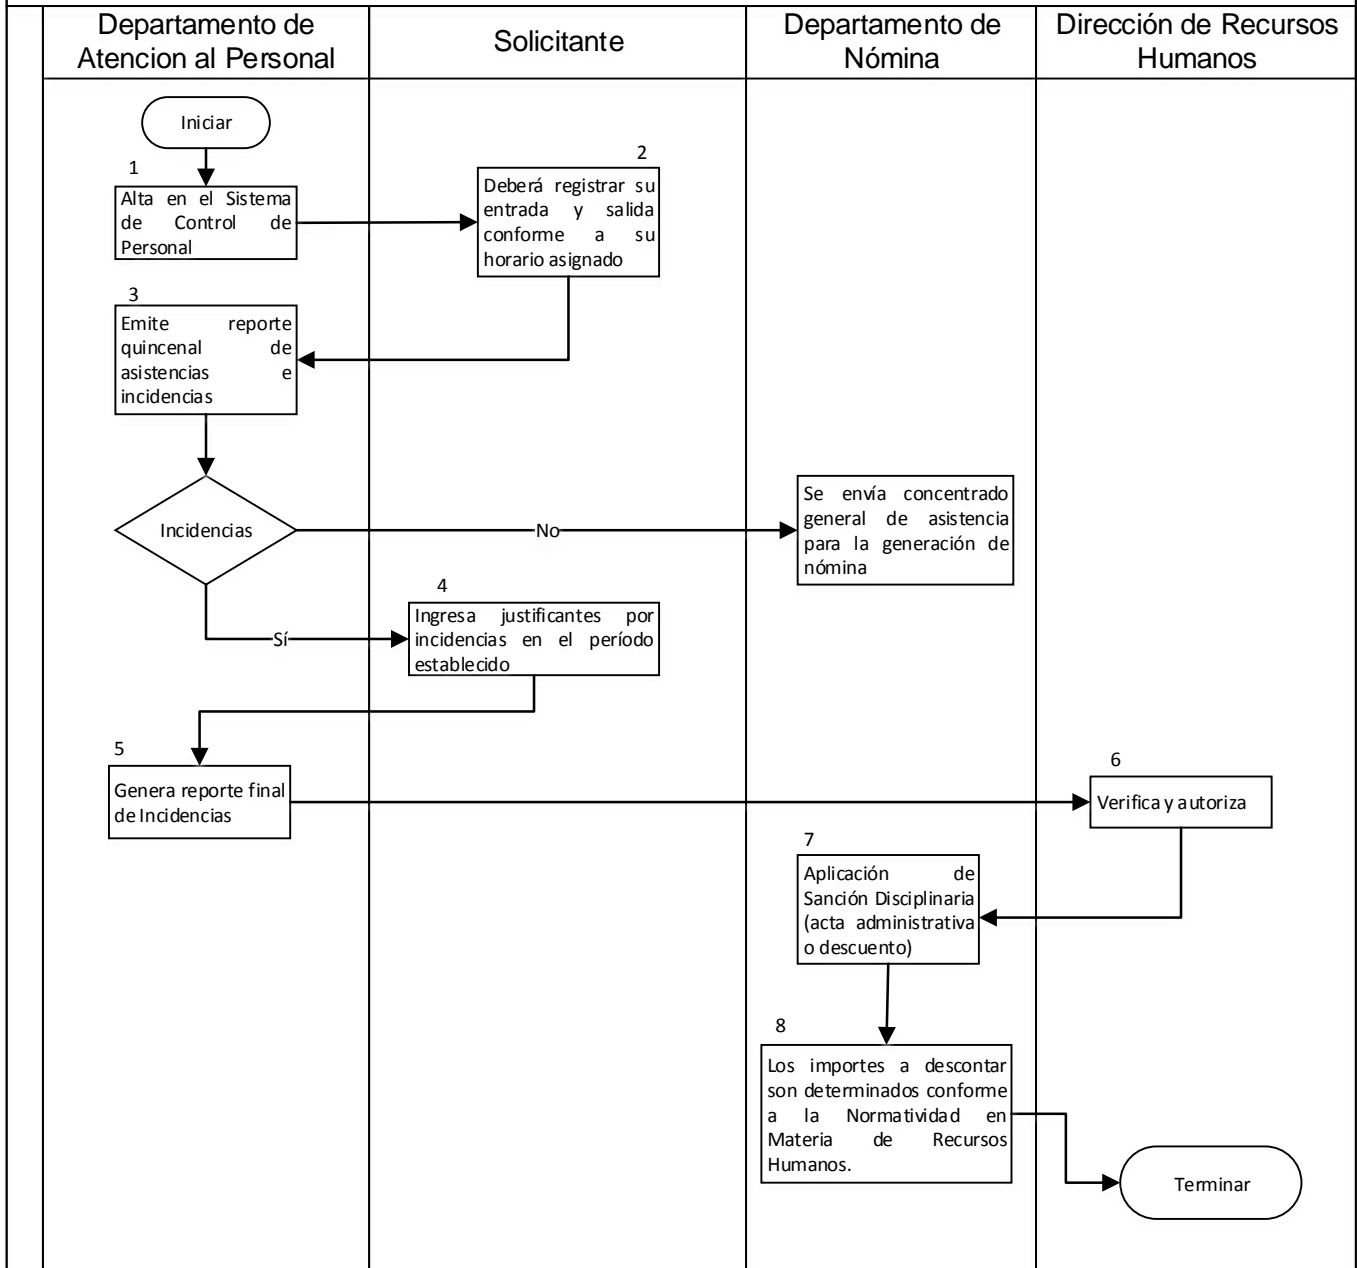 Departamento de
Atencion al Personal
Solicitante
Departamento de
Nómina
Dirección de Recursos
Humanos
Iniciar
1
Alta en el Sistema
de Control de
Personal
2
Deberá registrar su
entrada y salida
conforme a su
horario asignado
3
Emite reporte
quincenal de
asistencias e
incidencias
Incidencias
No
Se envía concentrado
general de asistencia
para la generación de
nómina
Sí
4
Ingresa justificantes por
incidencias en el período
establecido
5
Genera reporte final
de Incidencias
6
Verifica y autoriza
7
Aplicación de
Sanción Disciplinaria
(acta administrativa
o descuento)
8
Los importes a descontar
son determinados conforme
a la Normatividad en
Materia de Recursos
Humanos.
Terminar